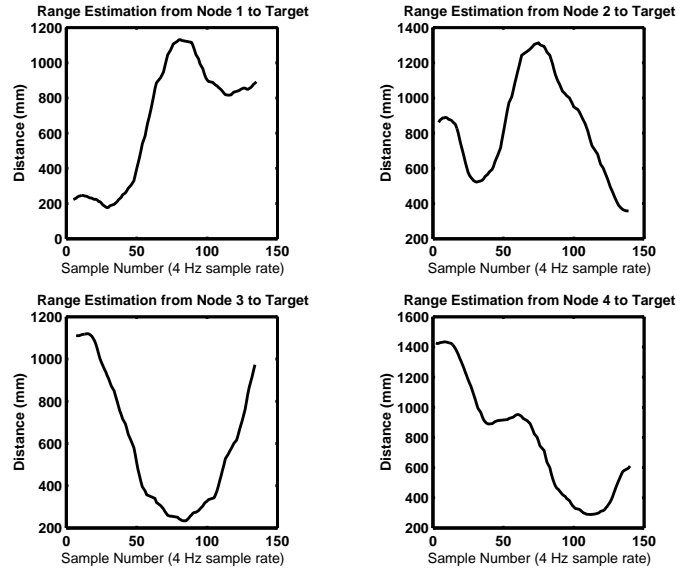 Range Estimation from Node 1 to Target
Distance (mm)
1200
1000
800
600
400
200
0
0 50 100 150
Sample Number (4 Hz sample rate)
Range Estimation from Node 2 to Target
Distance (mm)
1400
1200
1000
800
600
400
200
0 50 100 150
Sample Number (4 Hz sample rate)
Range Estimation from Node 3 to Target
Distance (mm)
1200
1000
800
600
400
200
0 50 100 150
Sample Number (4 Hz sample rate)
Range Estimation from Node 4 to Target
Distance (mm)
1600
1400
1200
1000
800
600
400
200
0 50 100 150
Sample Number (4 Hz sample rate)